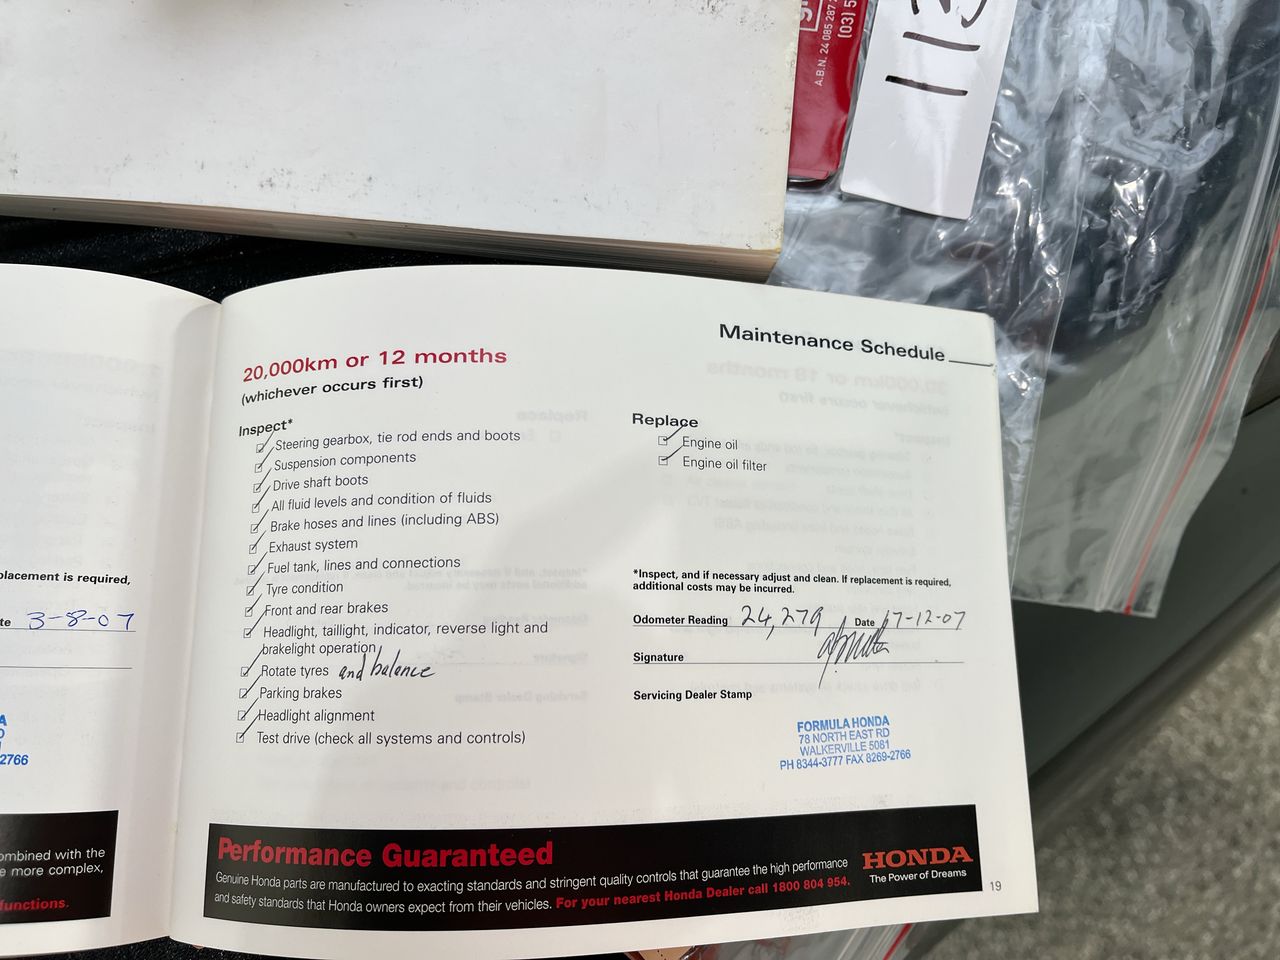 A.B.N. 24 085 287
(03) 5
113
Maintenance Schedule
20,000km or 12 months
(whichever occurs first)
Inspect*
Steering gearbox, tie rod ends and boots
Suspension components
Drive shaft boots
All fluid levels and condition of fluids
Brake hoses and lines (including ABS)
Exhaust system
Fuel tank, lines and connections
Tyre condition
Front and rear brakes
Headlight, taillight, indicator, reverse light and
brakelight operation
Rotate tyres and balance
Parking brakes
Headlight alignment
Test drive (check all systems and controls)
Replace
Engine oil
Engine oil filter
*Inspect, and if necessary adjust and clean. If replacement is required,
additional costs may be incurred.
Odometer Reading 24,279 Date 17-12-07
Signature
Servicing Dealer Stamp
FORMULA HONDA
78 NORTH EAST RD
WALKERVILLE 5081
PH 8344-3777 FAX 8269-2766
Performance Guaranteed
Genuine Honda parts are manufactured to exacting standards and stringent quality controls that guarantee the high performance
and safety standards that Honda owners expect from their vehicles. For your nearest Honda Dealer call 1800 804 954.
HONDA
The Power of Dreams
19
placement is required,
te 3-8-07
A
2766
ombined with the
e more complex,
functions.